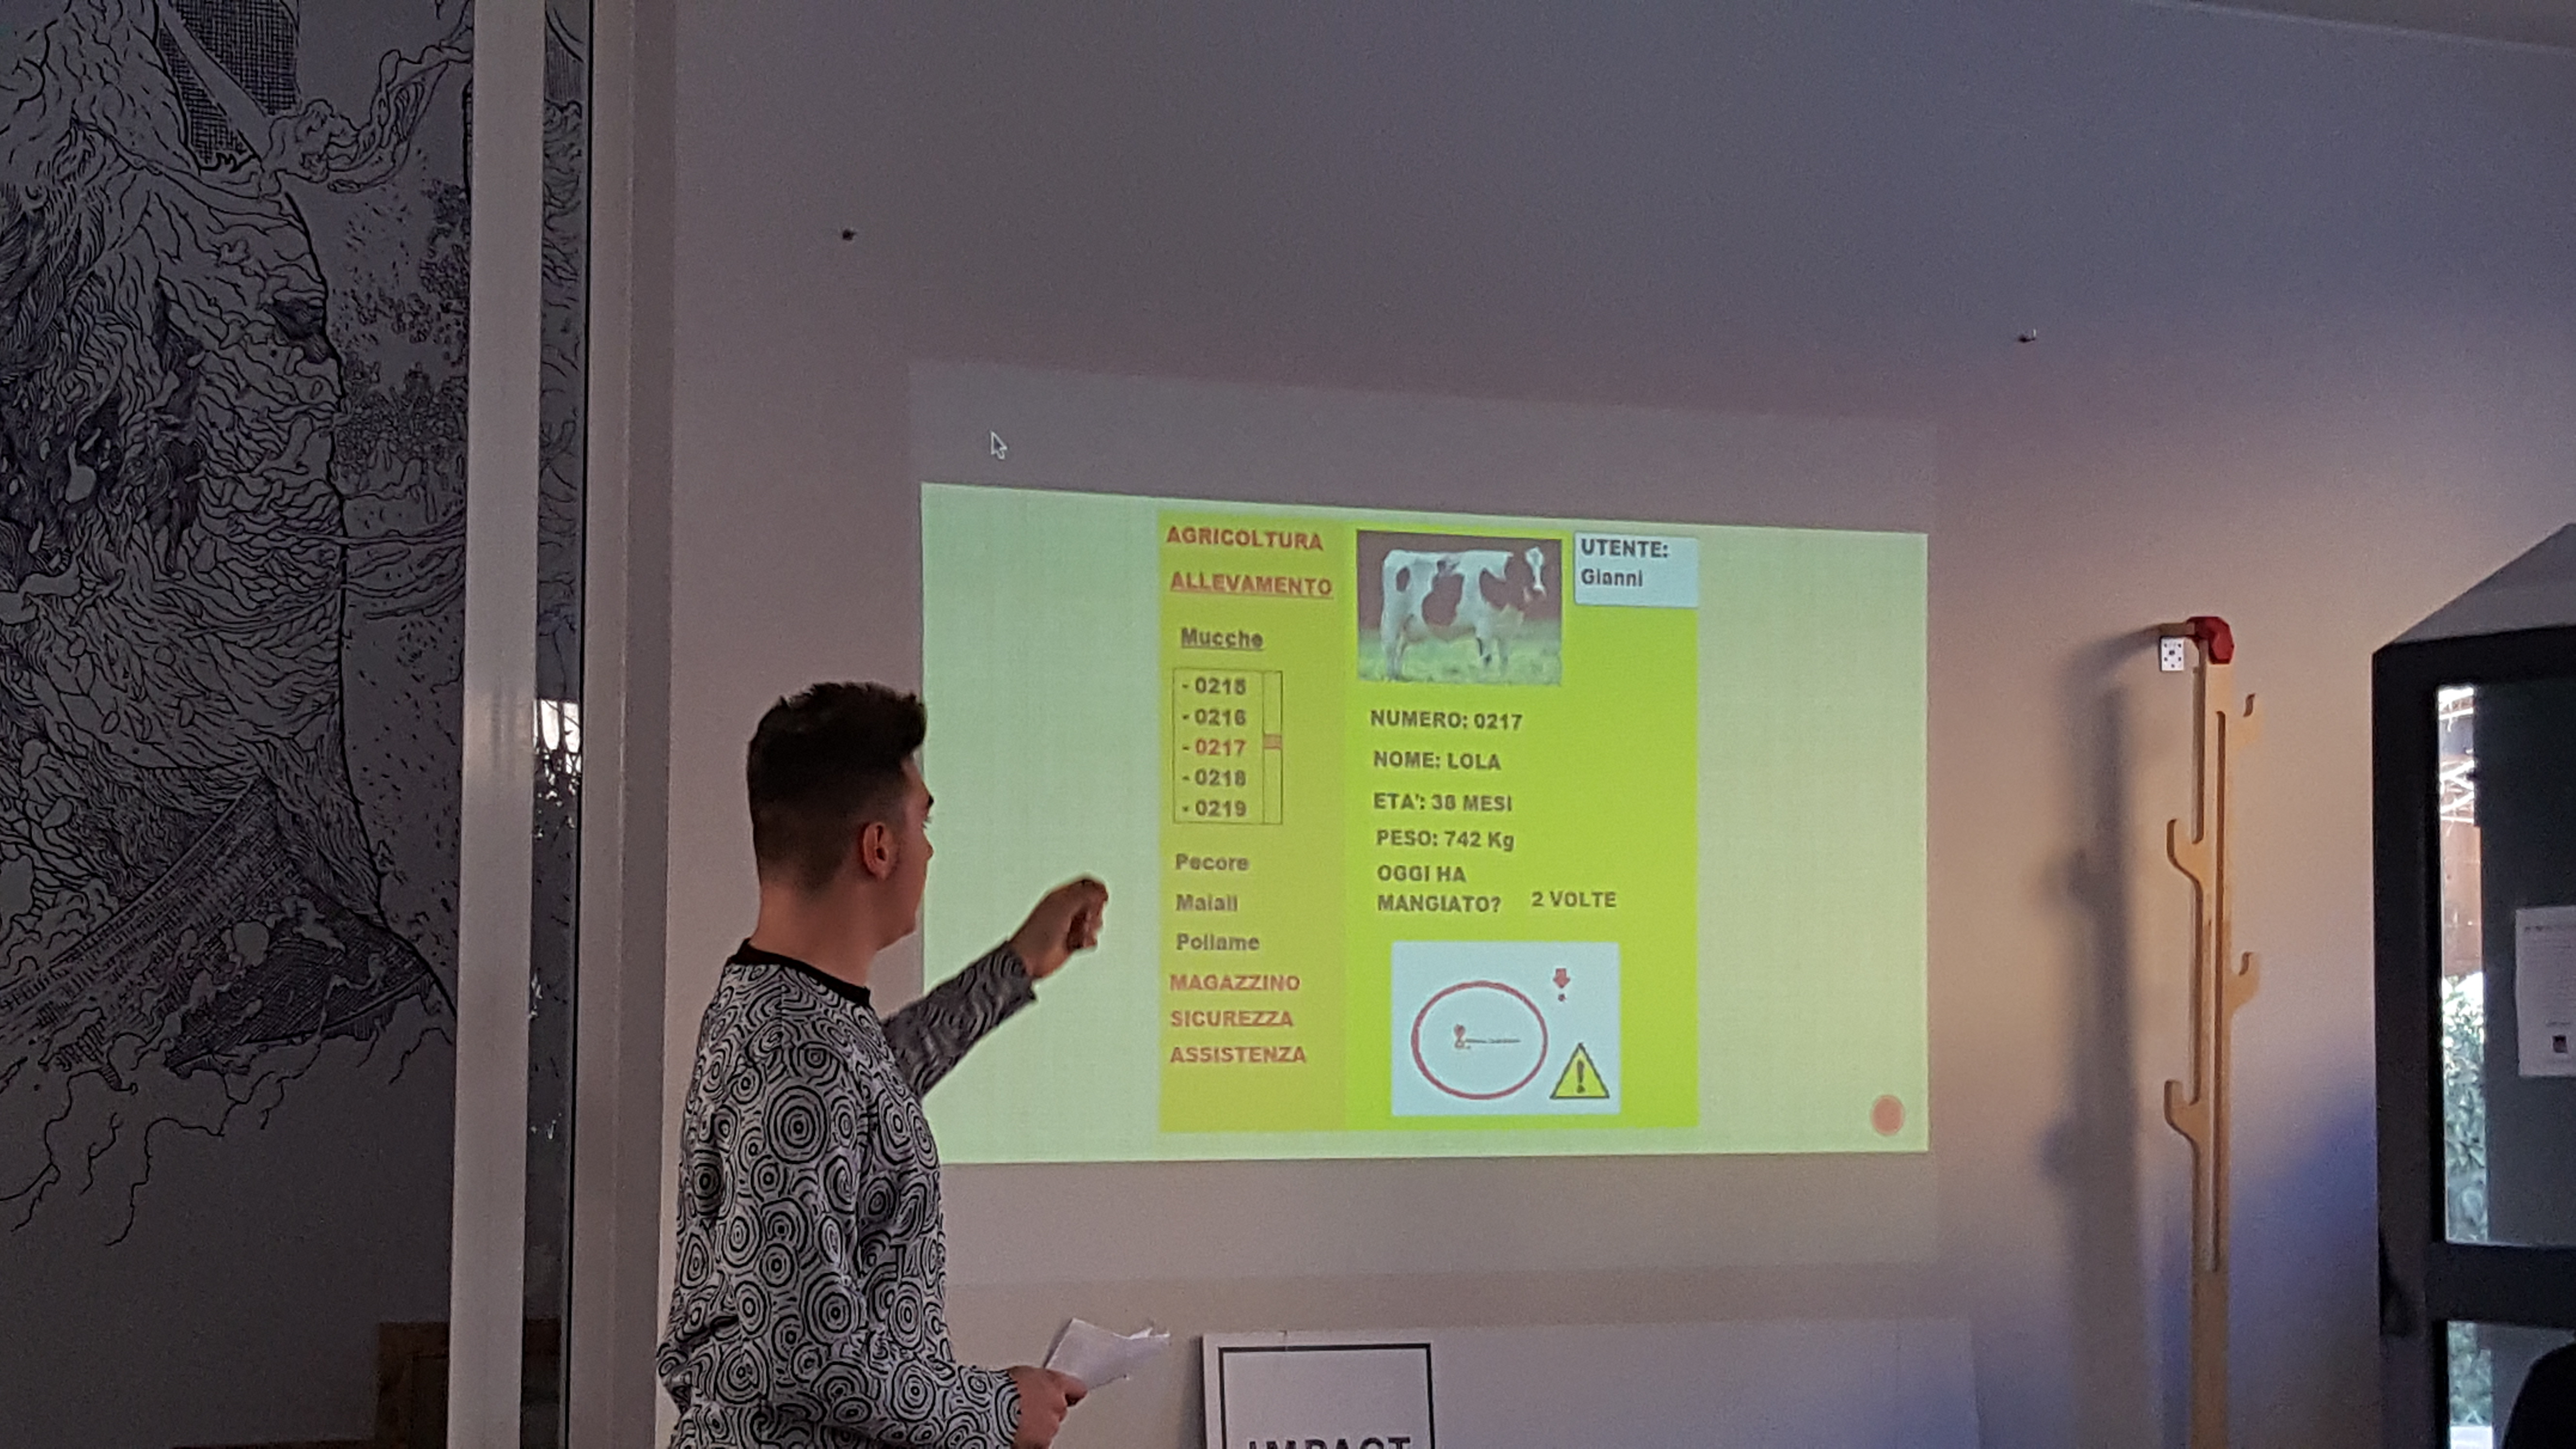 AGRICOLTURA
ALLEVAMENTO
Mucche
- 0215
- 0216
- 0217
- 0218
- 0219
Pecore
Maiali
Pollame
MAGAZZINO
SICUREZZA
ASSISTENZA
UTENTE:
Gianni
NUMERO: 0217
NOME: LOLA
ETA': 38 MESI
PESO: 742 Kg
OGGI HA
MANGIATO? 2 VOLTE
IMPACT